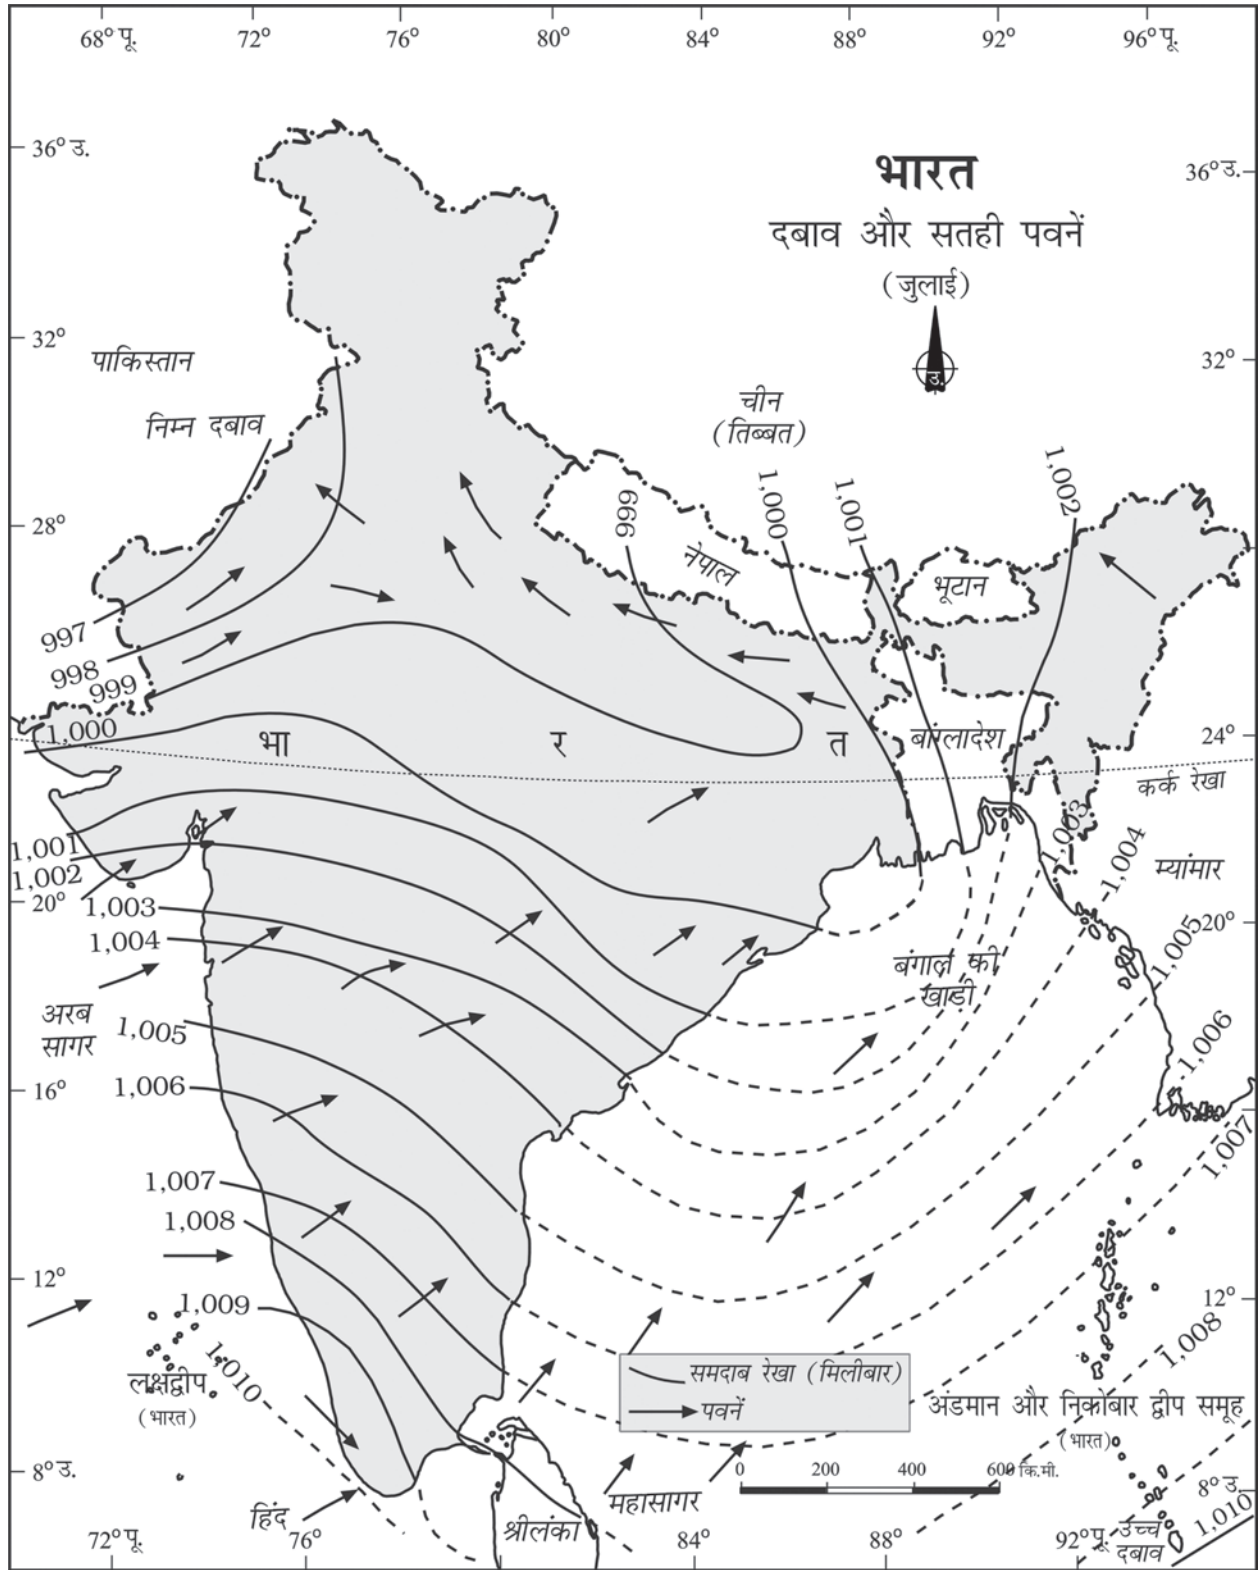 68° पू.
72°
76°
80°
84°
88°
92°
96° पू.
36° उ.
भारत
36° उ.
दबाव और सतही पवनें
(जुलाई)
उ.
32°
32°
पाकिस्तान
निम्न दबाव
चीन
(तिब्बत)
1,000
1,001
1,002
999
28°
नेपाल
भूटान
997
998
999
1,000
भा
र
त
बांग्लादेश
24°
कर्क रेखा
1,001
1,002
1,003
1,004
म्यांमार
20°
1,003
1,004
20°
1,005
बंगाल की
खाड़ी
अरब
सागर
1,005
1,006
16°
1,006
1,007
1,007
1,008
12°
12°
1,009
1,008
1,010
समदाब रेखा (मिलीबार)
पवनें
लक्षद्वीप
(भारत)
अंडमान और निकोबार द्वीप समूह
(भारत)
8° उ.
0
200
400
600 कि.मी.
8° उ.
हिंद
महासागर
श्रीलंका
उच्च
दबाव
1,010
72° पू.
76°
84°
88°
92° पू.